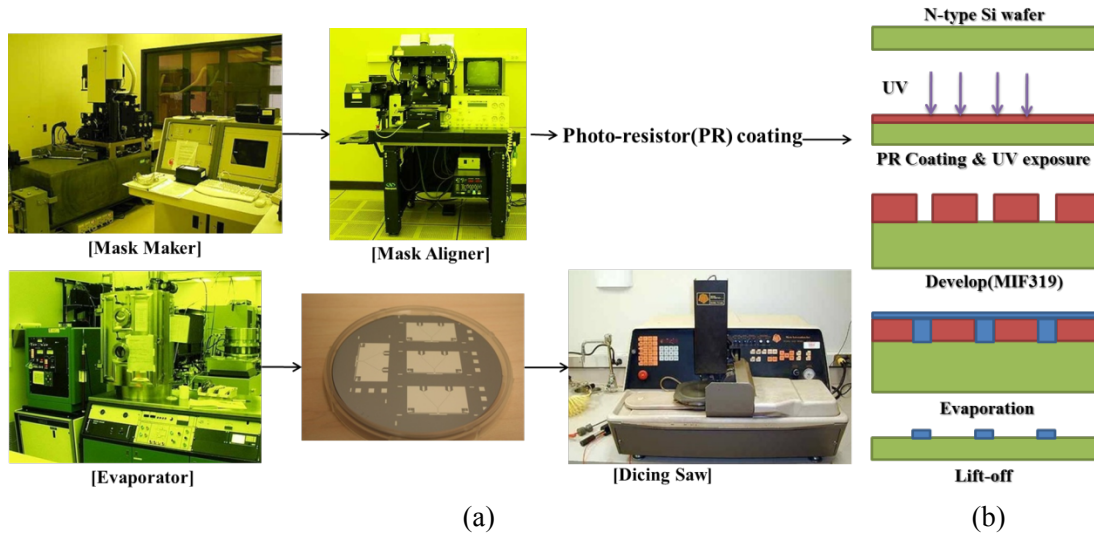 N-type Si wafer
UV
Photo-resistor(PR) coating
PR Coating & UV exposure
[Mask Maker]
[Mask Aligner]
Develop(MIF319)
Evaporation
[Evaporator]
[Dicing Saw]
Lift-off
(a)
(b)